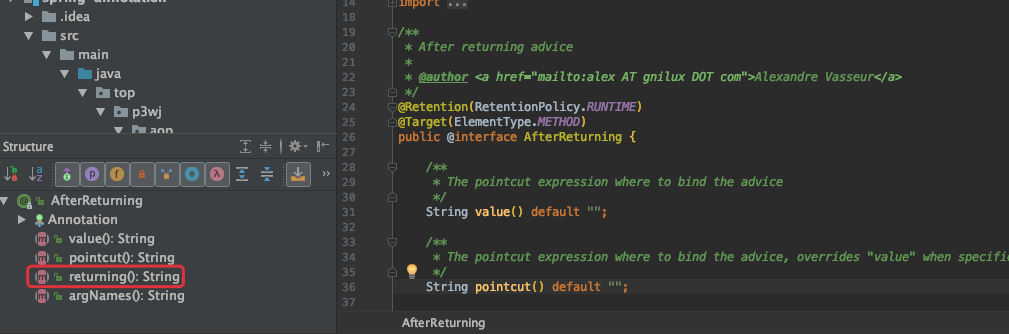 spring-annotation
.idea
src
main
java
top
p3wj
aop
Structure
AfterReturning
Annotation
value(): String
pointcut(): String
returning(): String
argNames(): String
14 import ...
18
19 /**
20 * After returning advice
21 *
22 * @author <a href="mailto:alex AT gnilux DOT com">Alexandre Vasseur</a>
23 */
24 @Retention(RetentionPolicy.RUNTIME)
25 @Target(ElementType.METHOD)
26 public @interface AfterReturning {
27
28 /**
29 * The pointcut expression where to bind the advice
30 */
31 String value() default "";
32
33 /**
34 * The pointcut expression where to bind the advice, overrides "value" when specifie
35 */
36 String pointcut() default "";
37
AfterReturning